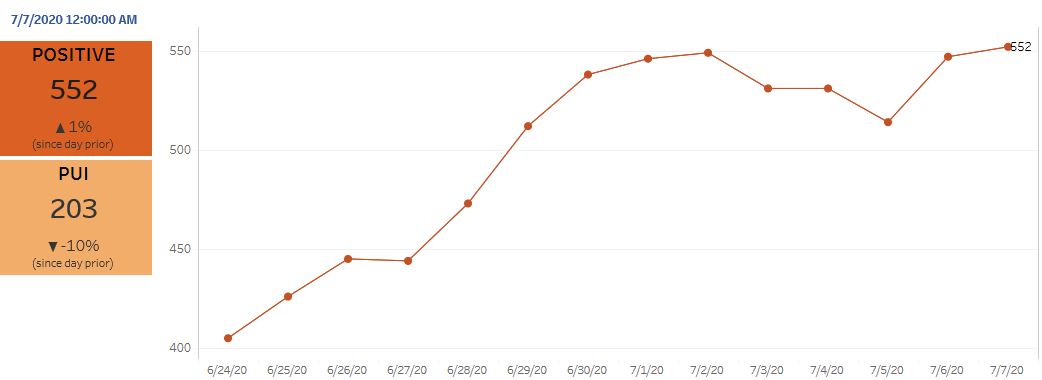 7/7/2020 12:00:00 AM
POSITIVE
552
▲ 1%
(since day prior)
PUI
203
▼ -10%
(since day prior)
550
500
450
400
552
6/24/20 6/25/20 6/26/20 6/27/20 6/28/20 6/29/20 6/30/20 7/1/20 7/2/20 7/3/20 7/4/20 7/5/20 7/6/20 7/7/20